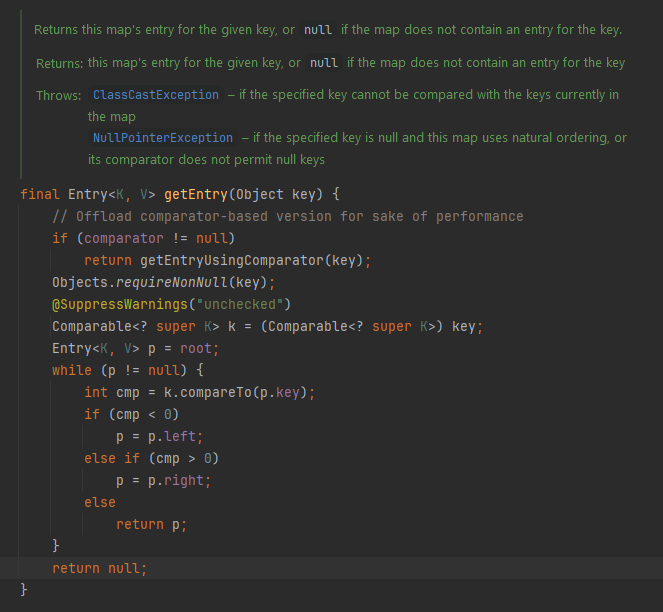 Returns this map's entry for the given key, or null if the map does not contain an entry for the key.
Returns: this map's entry for the given key, or null if the map does not contain an entry for the key
Throws: ClassCastException – if the specified key cannot be compared with the keys currently in
the map
NullPointerException – if the specified key is null and this map uses natural ordering, or
its comparator does not permit null keys
final Entry<K, V> getEntry(Object key) {
    // Offload comparator-based version for sake of performance
    if (comparator != null)
        return getEntryUsingComparator(key);
    Objects.requireNonNull(key);
    @SuppressWarnings("unchecked")
    Comparable<? super K> k = (Comparable<? super K>) key;
    Entry<K, V> p = root;
    while (p != null) {
        int cmp = k.compareTo(p.key);
        if (cmp < 0)
            p = p.left;
        else if (cmp > 0)
            p = p.right;
        else
            return p;
    }
    return null;
}